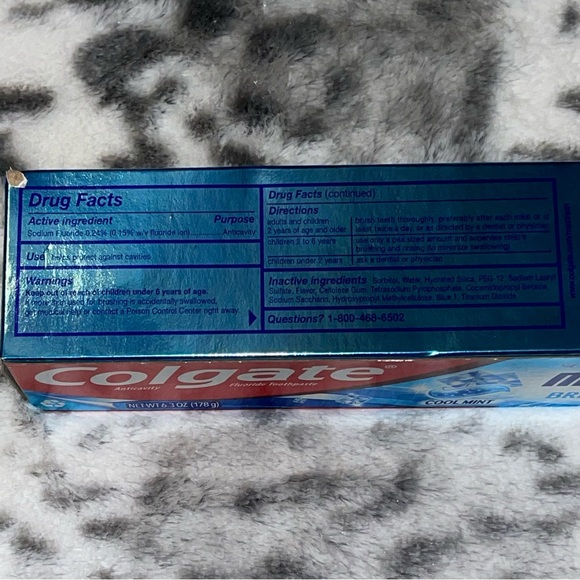 Drug Facts
Active ingredient Purpose
Sodium Fluoride 0.24% (0.15% w/v fluoride ion) Anticavity
Use helps protect against cavities
Warnings
Keep out of reach of children under 6 years of age.
If more than used for brushing is accidentally swallowed,
get medical help or contact a Poison Control Center right away.
Drug Facts (continued)
Directions
adults and children
2 years of age and older
brush teeth thoroughly, preferably after each meal or at
least twice a day, or as directed by a dentist or physician
children 2 to 6 years
use only a pea sized amount and supervise child's
brushing and rinsing (to minimize swallowing)
children under 2 years
ask a dentist or physician
Inactive ingredients Sorbitol, Water, Hydrated Silica, PEG-12, Sodium Lauryl
Sulfate, Flavor, Cellulose Gum, Tetrasodium Pyrophosphate, Cocamidopropyl Betaine,
Sodium Saccharin, Hydroxypropyl Methylcellulose, Blue 1, Titanium Dioxide
Questions? 1-800-468-6502
Colgate®
Anticavity Fluoride Toothpaste
NET WT 6.3 OZ (178 g)
COOL MINT
M
BR